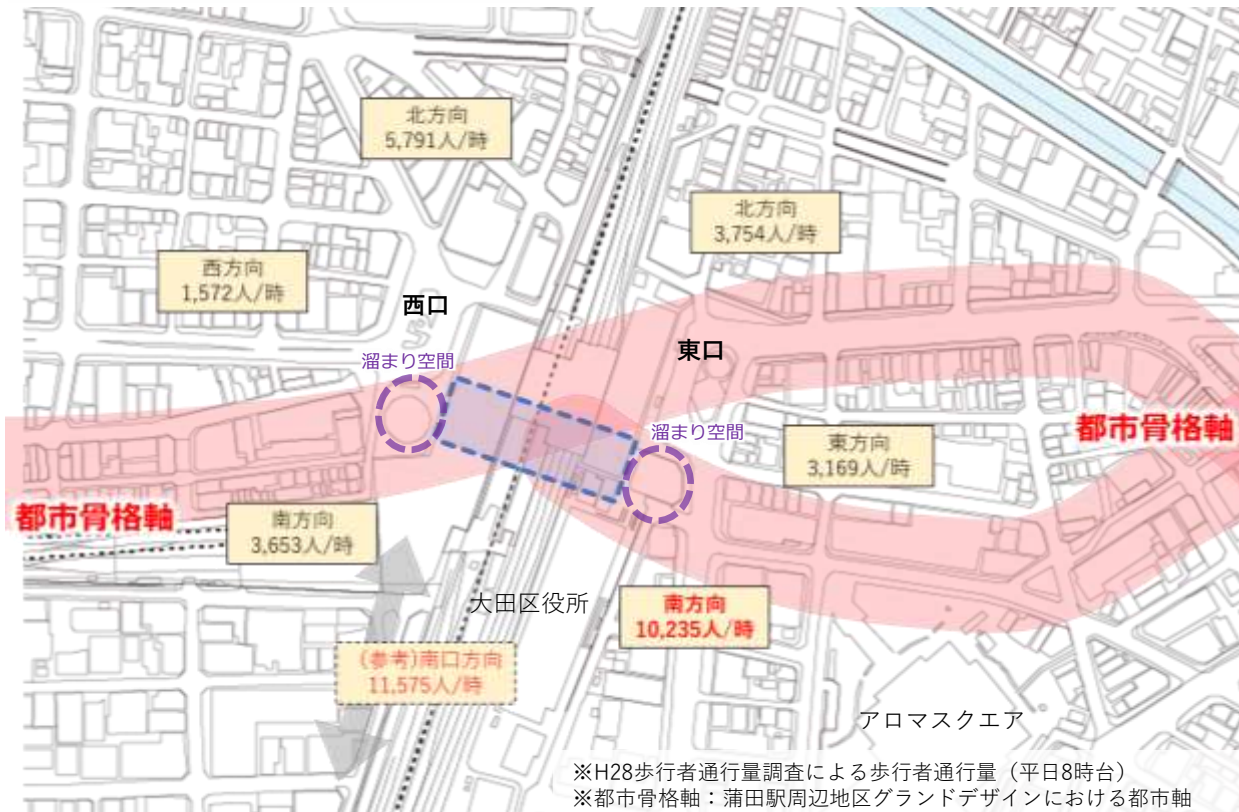 北方向
5,791人/時
北方向
3,754人/時
西方向
1,572人/時
西口
東口
溜まり空間
溜まり空間
都市骨格軸
東方向
3,169人/時
都市骨格軸
南方向
3,653人/時
大田区役所
南方向
10,235人/時
(参考)南口方向
11,575人/時
アロマスクエア
※H28歩行者通行量調査による歩行者通行量（平日8時台）
※都市骨格軸：蒲田駅周辺地区グランドデザインにおける都市軸